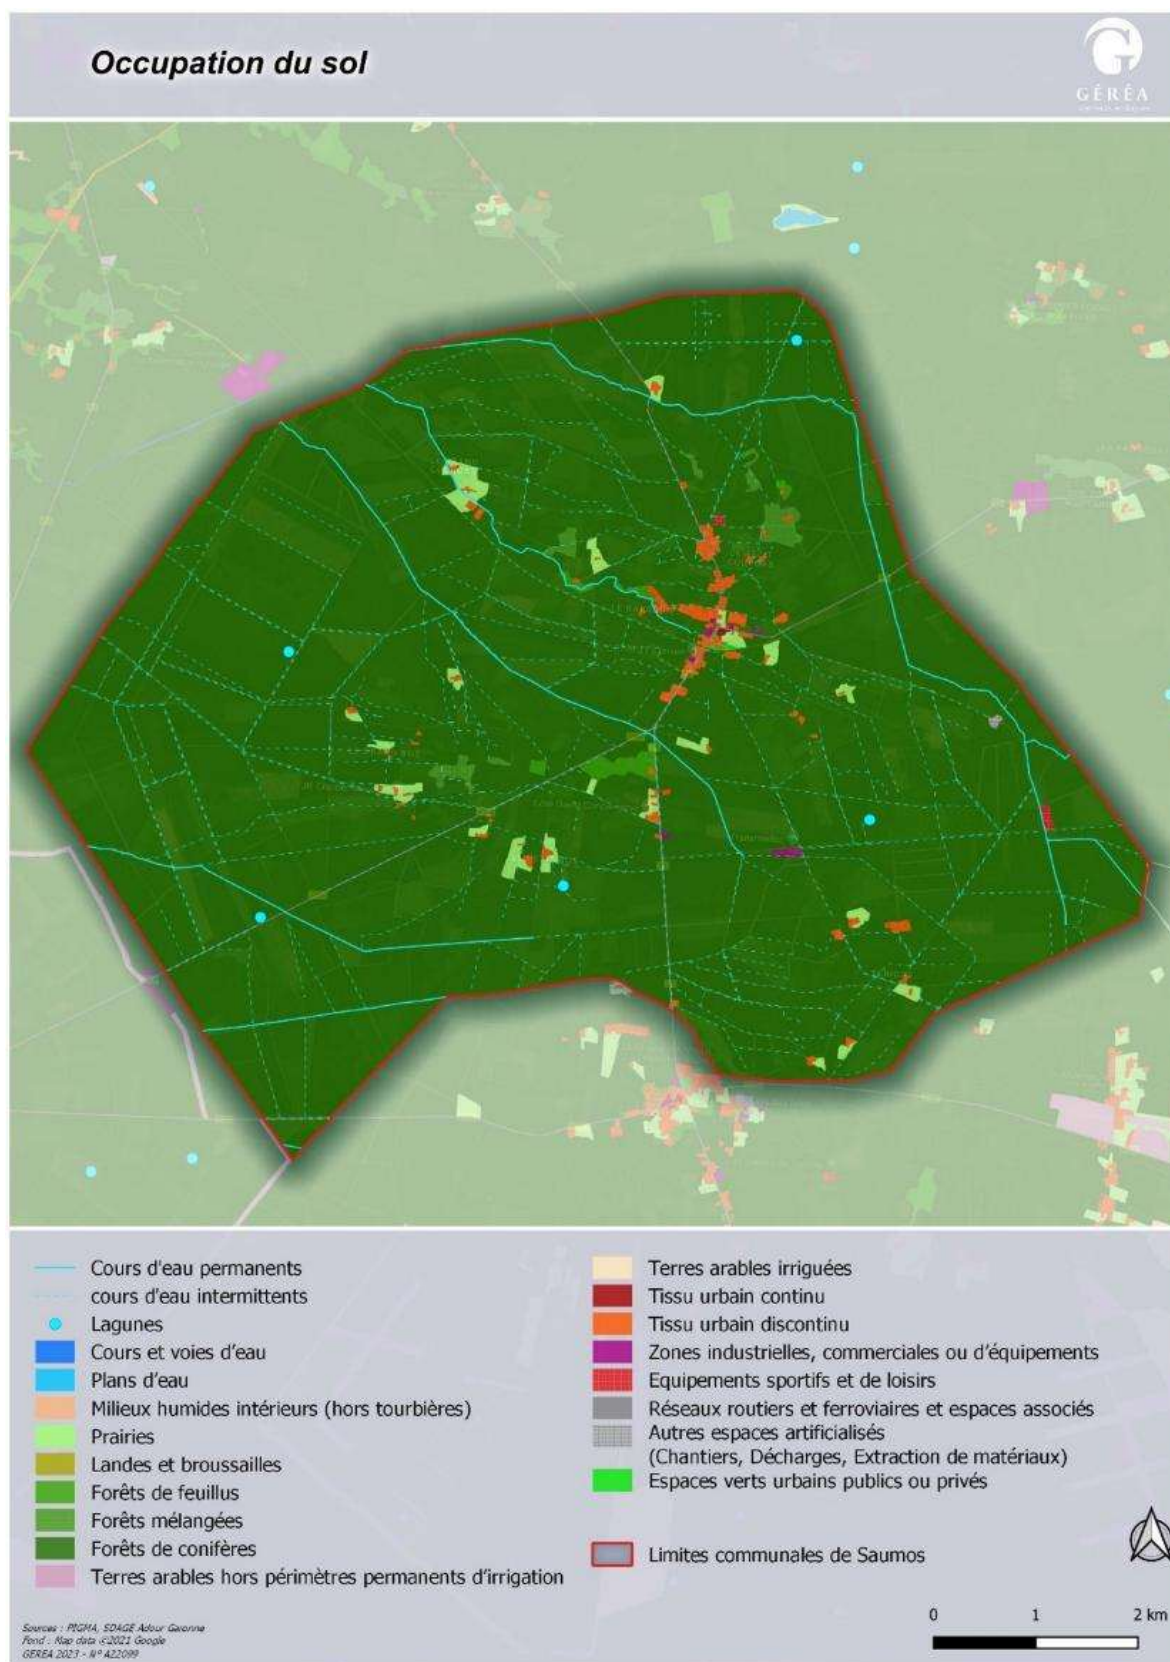 Occupation du sol
GÉRÉA
Cours d'eau permanents
cours d'eau intermittents
Lagunes
Cours et voies d'eau
Plans d'eau
Milieux humides intérieurs (hors tourbières)
Prairies
Landes et broussailles
Forêts de feuillus
Forêts mélangées
Forêts de conifères
Terres arables hors périmètres permanents d'irrigation
Terres arables irriguées
Tissu urbain continu
Tissu urbain discontinu
Zones industrielles, commerciales ou d'équipements
Equipements sportifs et de loisirs
Réseaux routiers et ferroviaires et espaces associés
Autres espaces artificialisés
(Chantiers, Décharges, Extraction de matériaux)
Espaces verts urbains publics ou privés
Limites communales de Saumos
0 1 2 km
Sources : PIGMA, SDAGE Adour Garonne
Fond : Map data ©2021 Google
GEREA 2023 - N° A22099